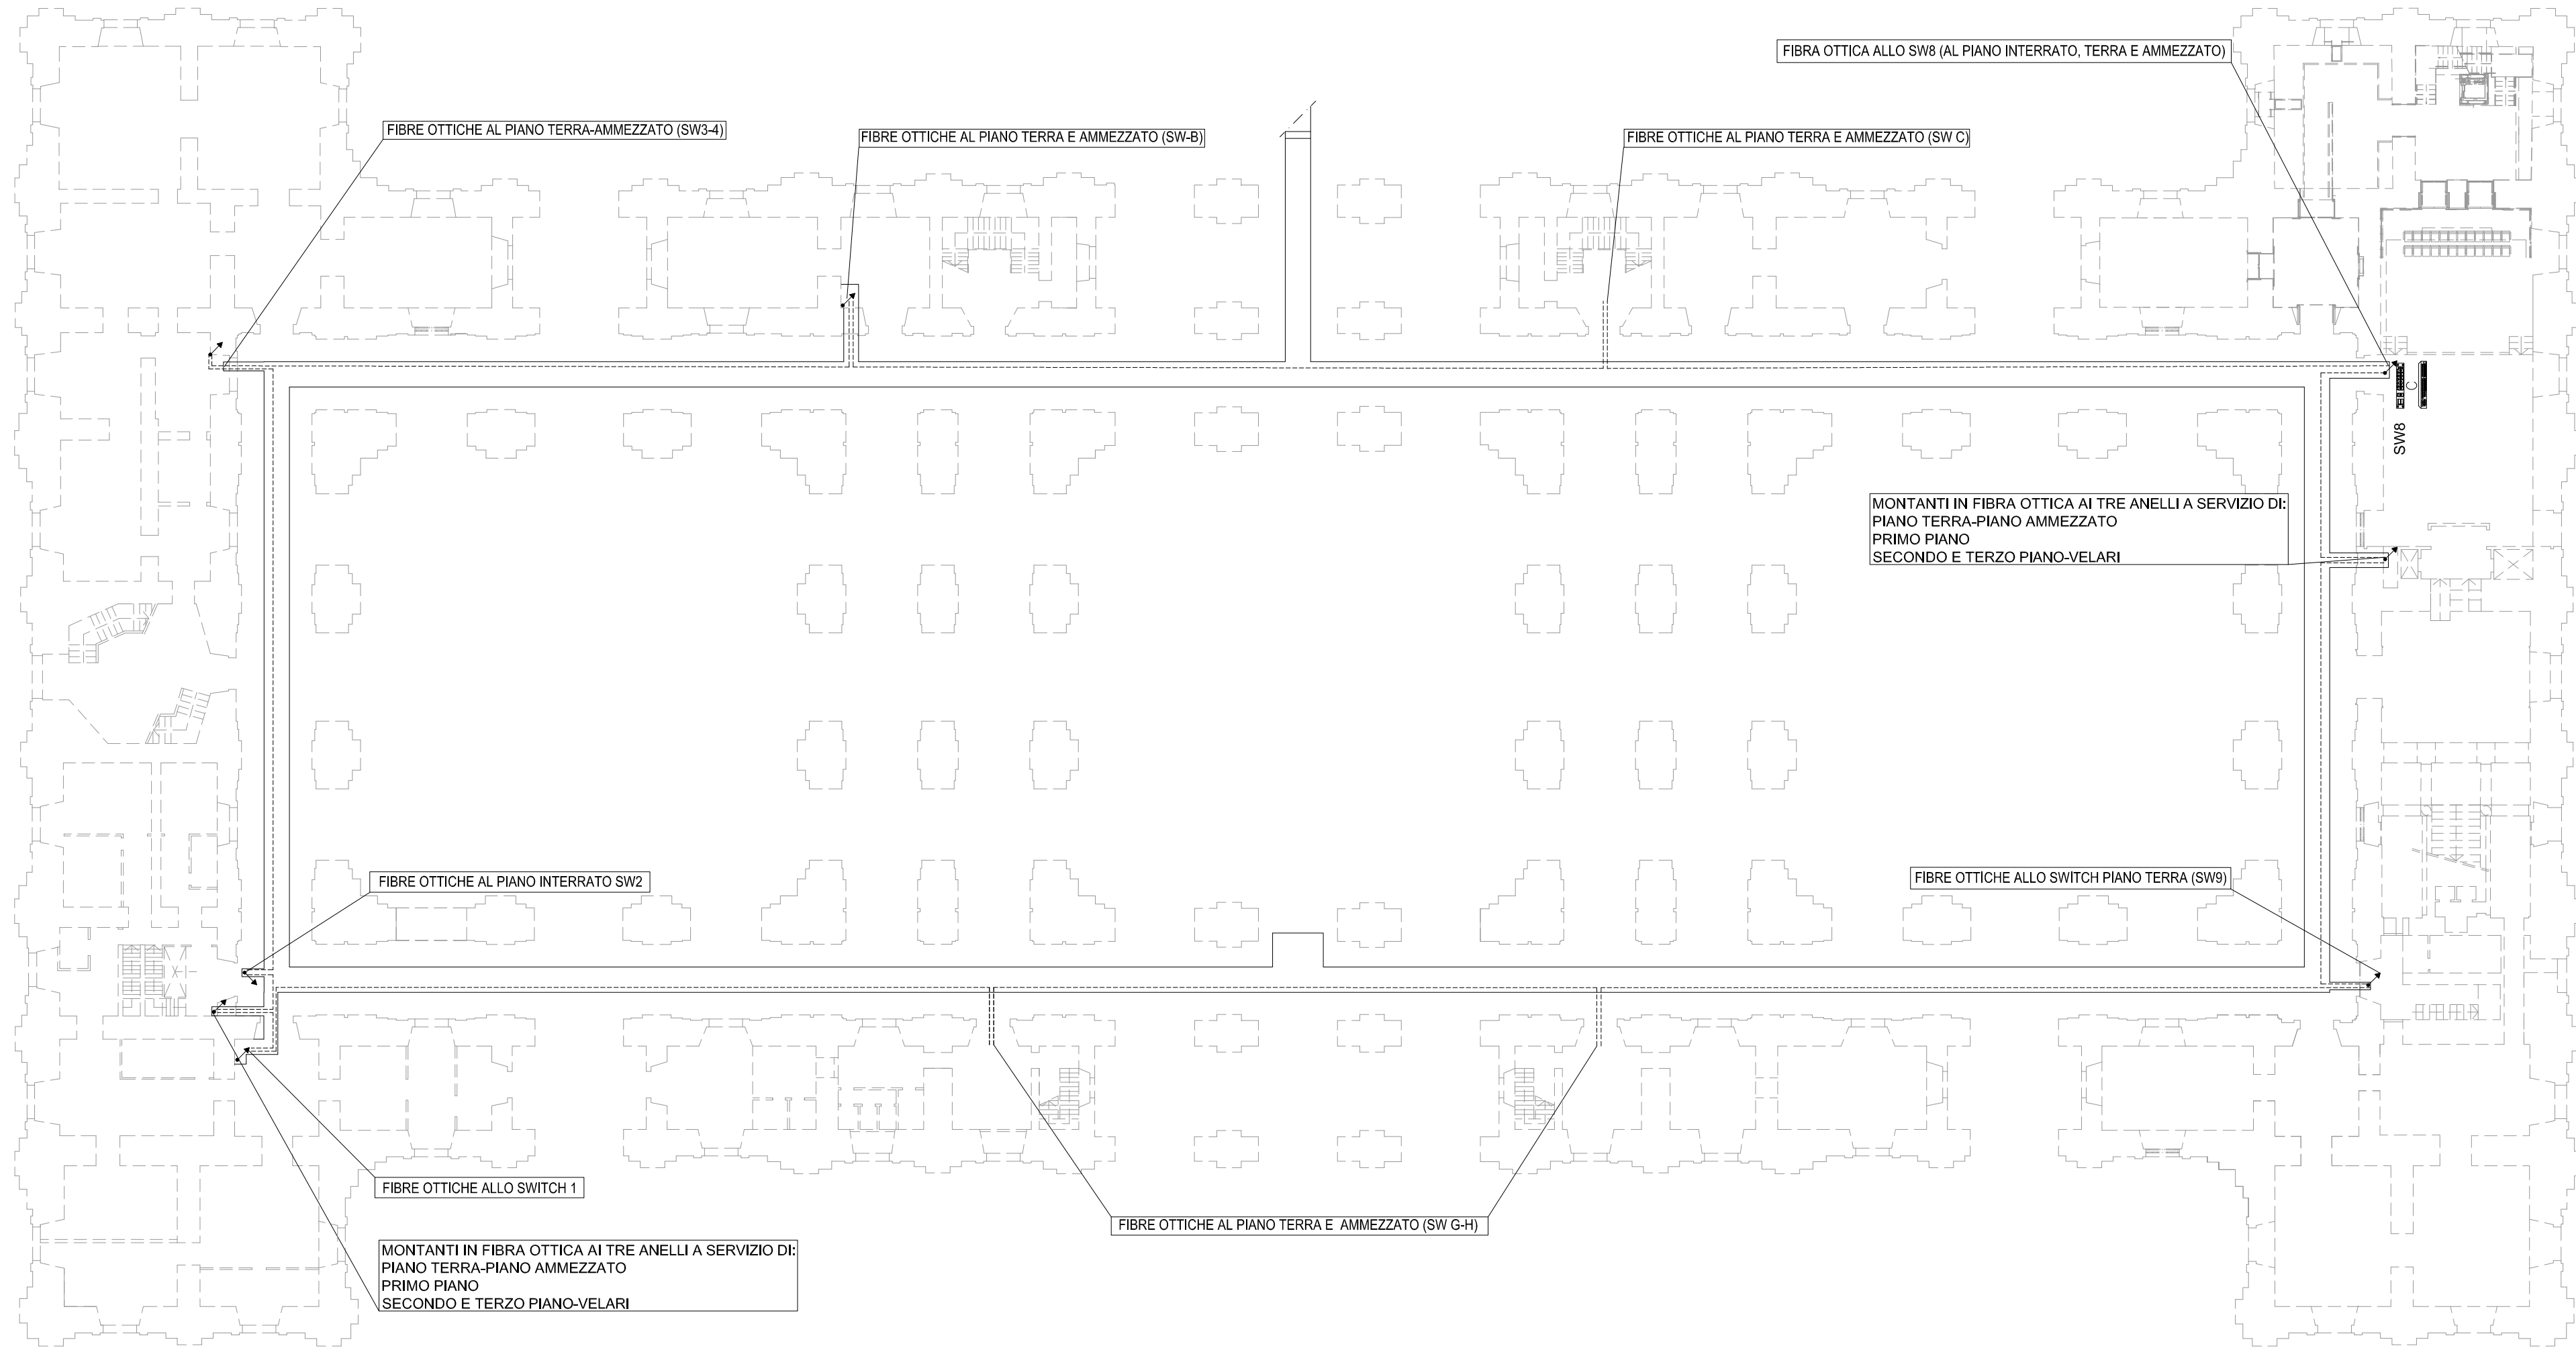 FIBRA OTTICA ALLO SW8 (AL PIANO INTERRATO, TERRA E AMMEZZATO)
FIBRE OTTICHE AL PIANO TERRA-AMMEZZATO (SW3-4)
FIBRE OTTICHE AL PIANO TERRA E AMMEZZATO (SW-B)
FIBRE OTTICHE AL PIANO TERRA E AMMEZZATO (SW C)
C
SW8
MONTANTI IN FIBRA OTTICA AI TRE ANELLI A SERVIZIO DI:
PIANO TERRA-PIANO AMMEZZATO
PRIMO PIANO
SECONDO E TERZO PIANO-VELARI
FIBRE OTTICHE AL PIANO INTERRATO SW2
FIBRE OTTICHE ALLO SWITCH PIANO TERRA (SW9)
FIBRE OTTICHE ALLO SWITCH 1
FIBRE OTTICHE AL PIANO TERRA E AMMEZZATO (SW G-H)
MONTANTI IN FIBRA OTTICA AI TRE ANELLI A SERVIZIO DI:
PIANO TERRA-PIANO AMMEZZATO
PRIMO PIANO
SECONDO E TERZO PIANO-VELARI